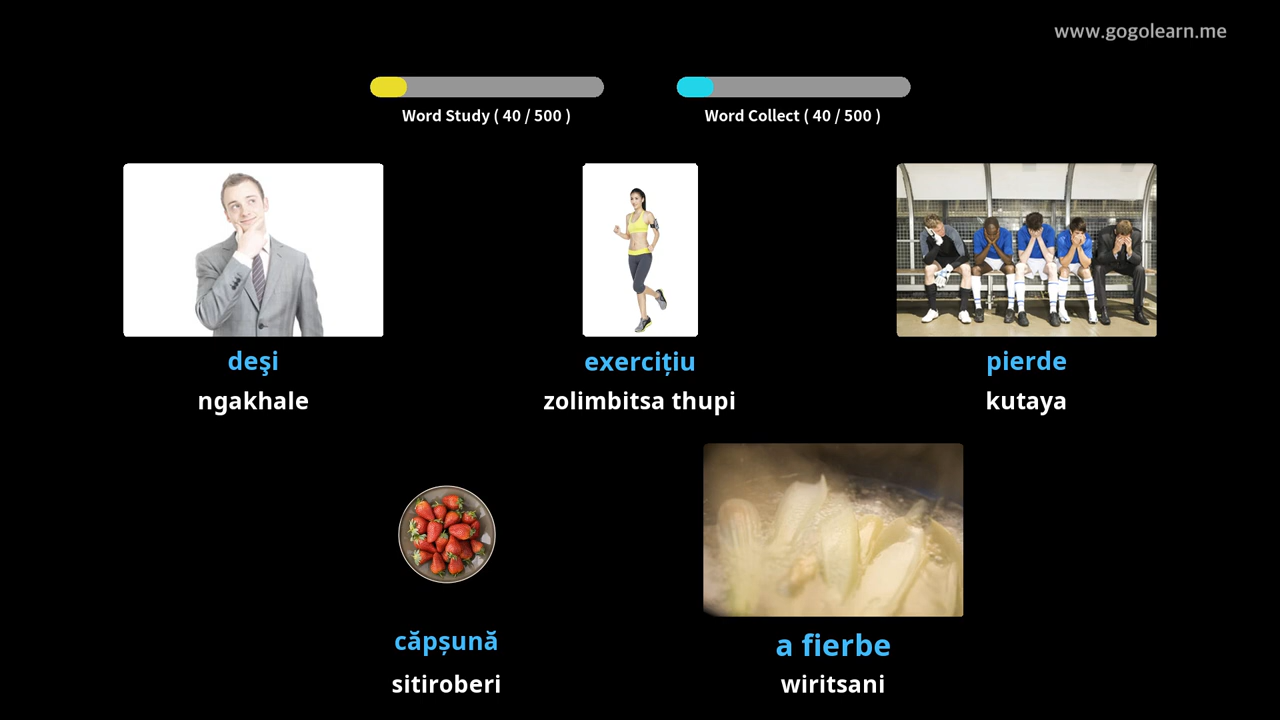 www.gogolearn.me
Word Study ( 40 / 500 )
Word Collect ( 40 / 500 )
deşi
exercițiu
pierde
ngakhale
zolimbitsa thupi
kutaya
căpșună
a fierbe
sitiroberi
wiritsani